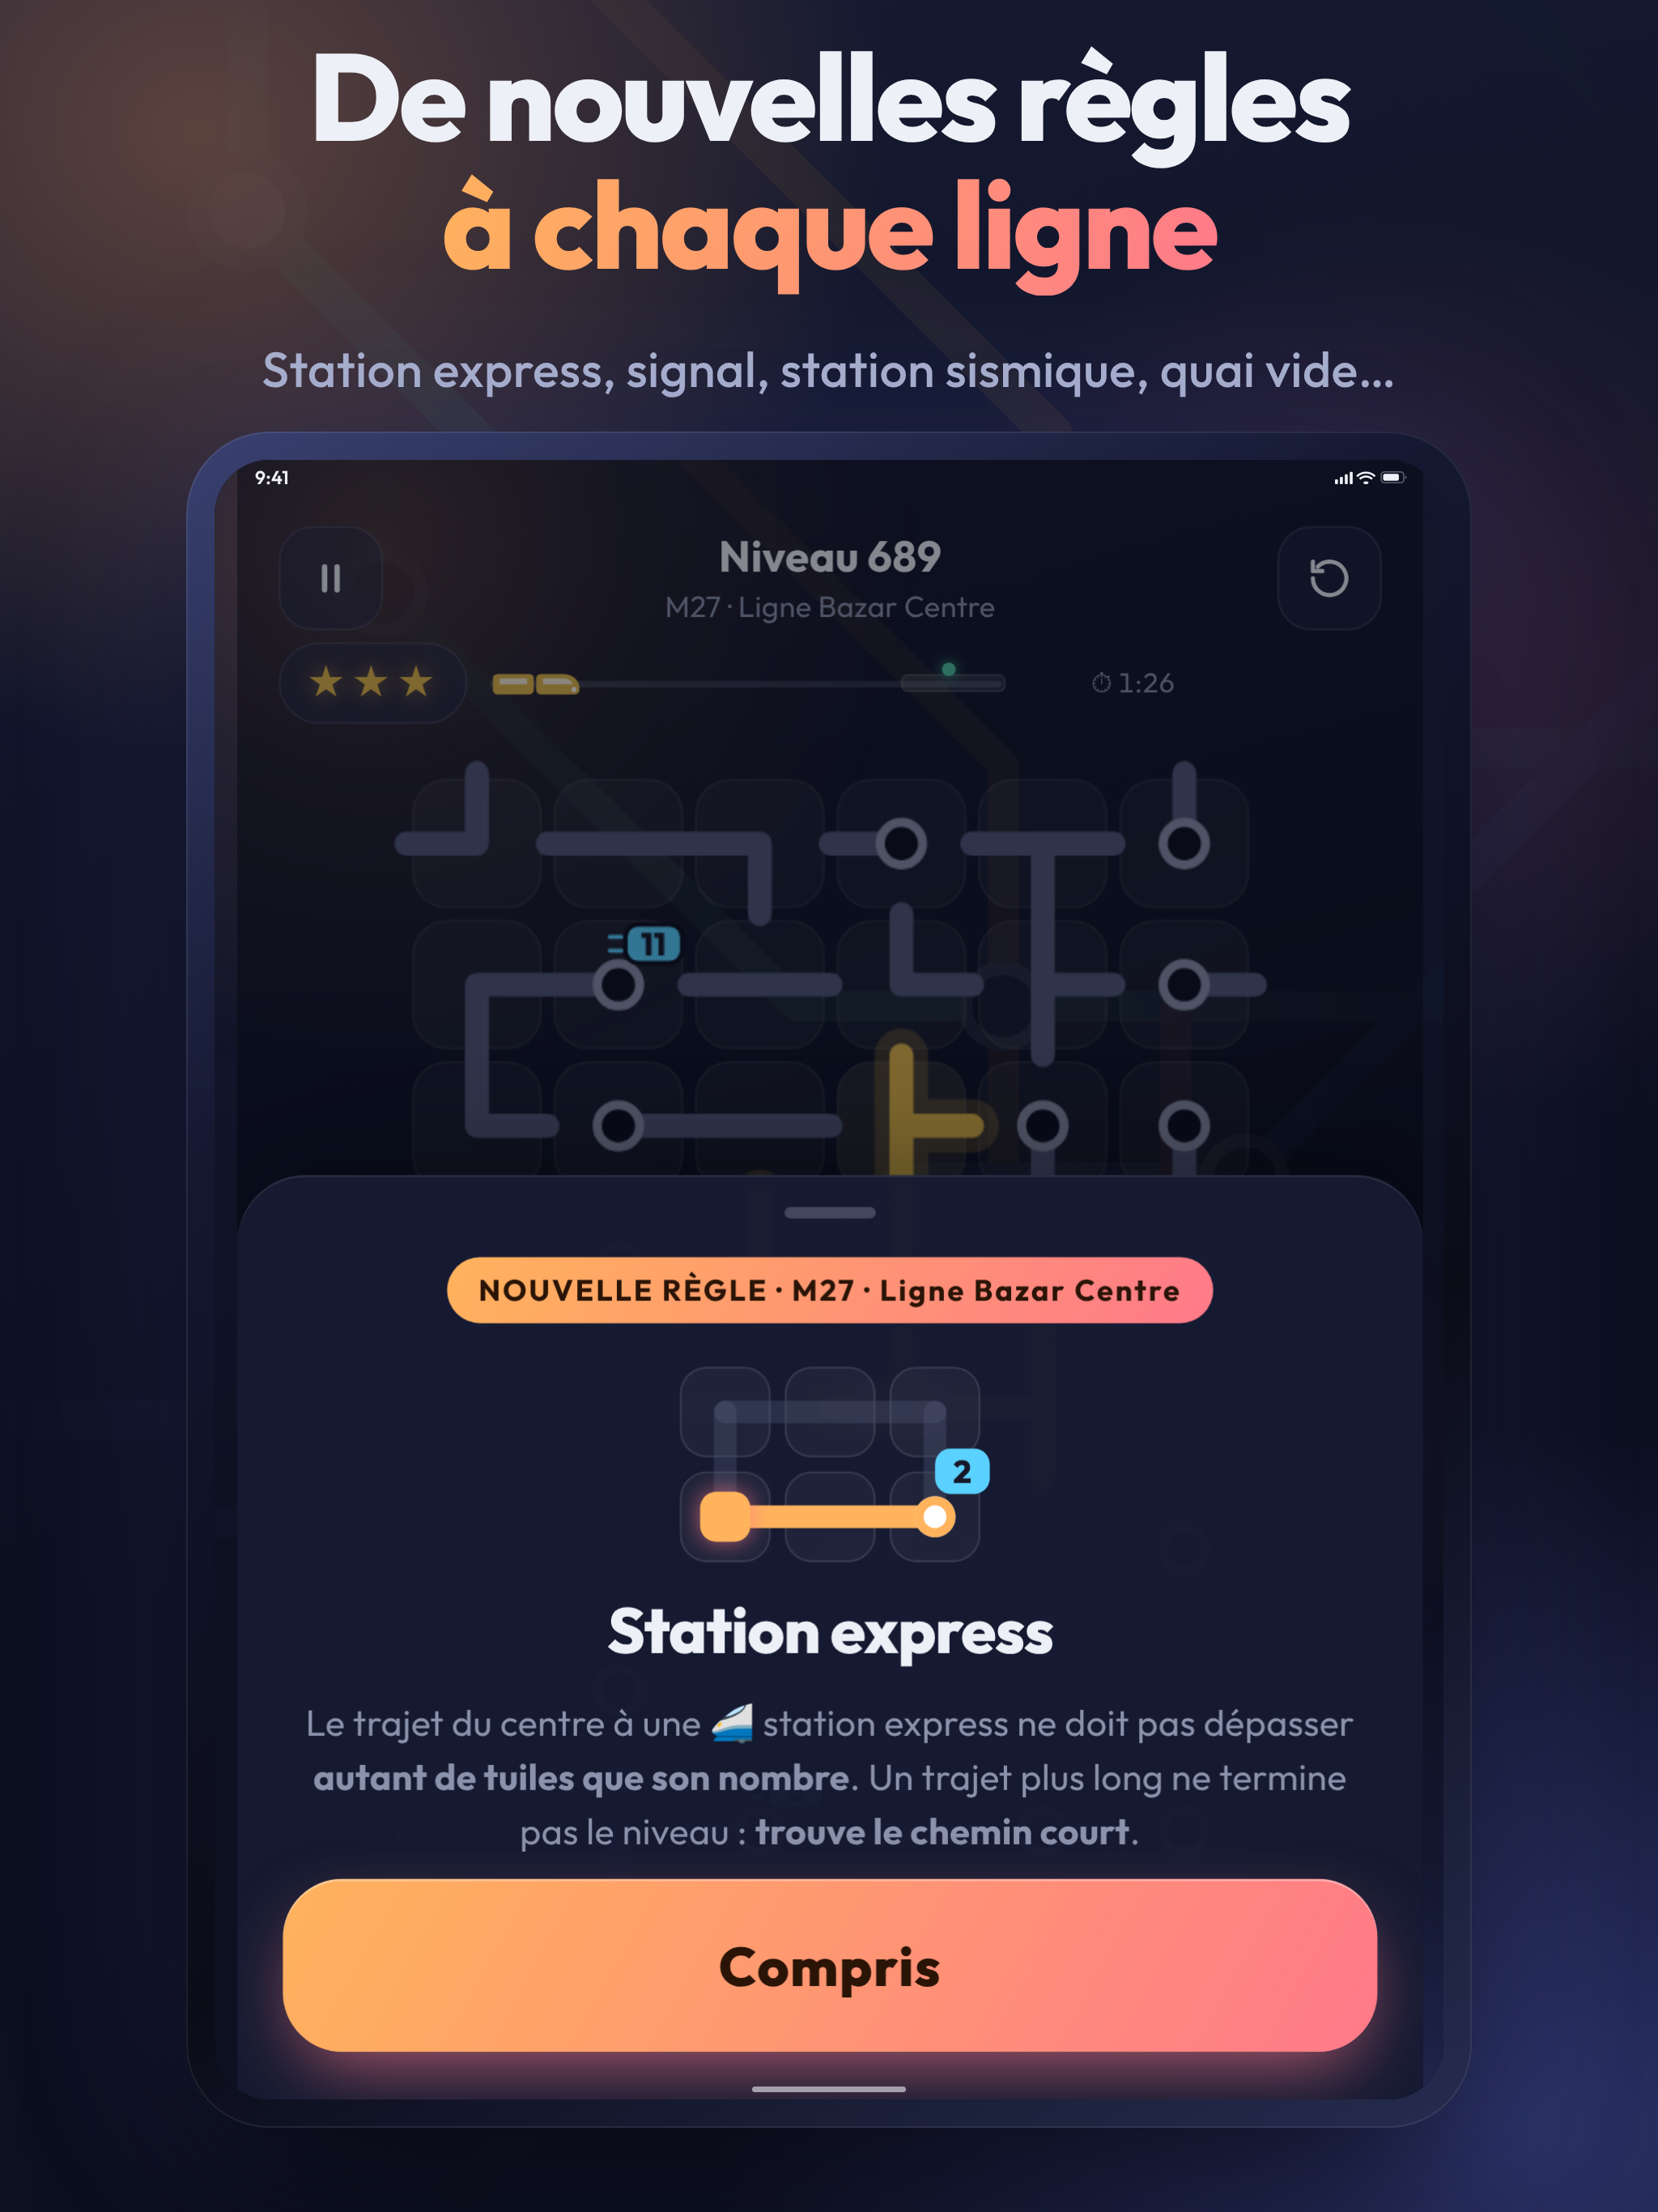 De nouvelles règles
à chaque ligne
Station express, signal, station sismique, quai vide...
9:41
Niveau 689
M27 · Ligne Bazar Centre
★★★
⏱ 1:26
11
NOUVELLE RÈGLE · M27 · Ligne Bazar Centre
2
Station express
Le trajet du centre à une 🚄 station express ne doit pas dépasser
autant de tuiles que son nombre. Un trajet plus long ne termine
pas le niveau : trouve le chemin court.
Compris